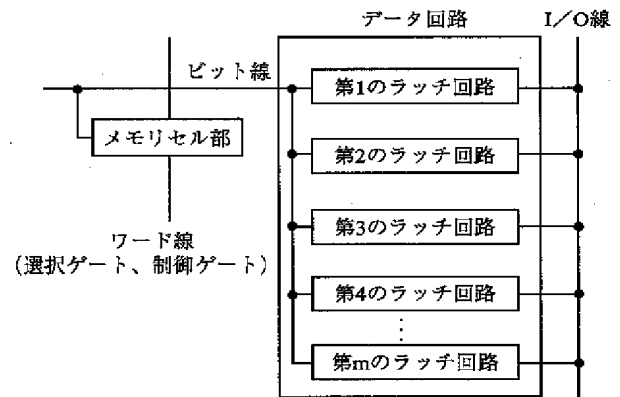 データ回路
I/O線
ビット線
第1のラッチ回路
メモリセル部
第2のラッチ回路
第3のラッチ回路
ワード線
(選択ゲート、制御ゲート)
第4のラッチ回路
⋮
第mのラッチ回路